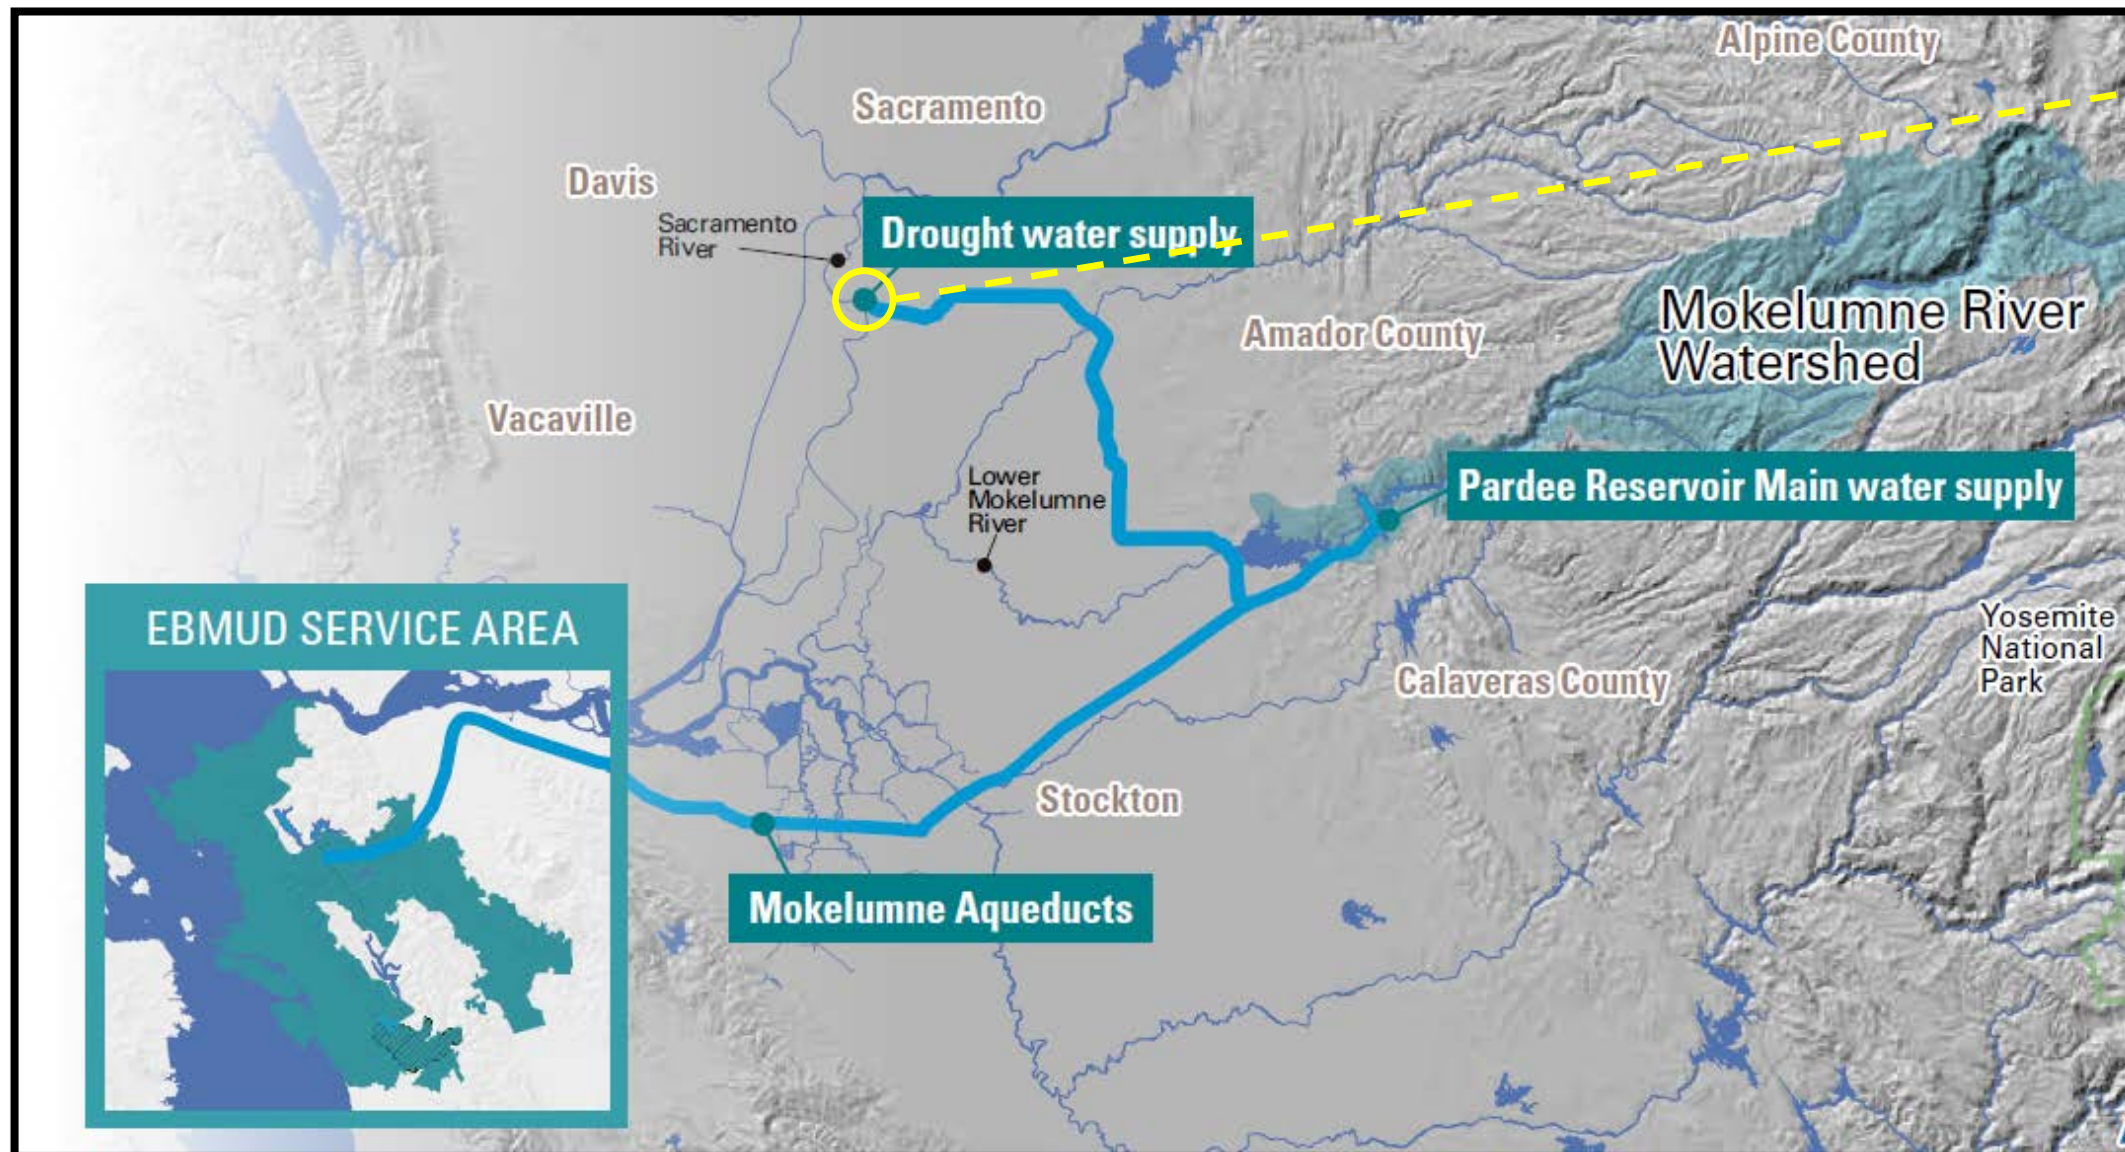 Alpine County
Sacramento
Davis
Sacramento
River
Drought water supply
Mokelumne River
Watershed
Amador County
Vacaville
Lower
Mokelumne
River
Pardee Reservoir Main water supply
EBMUD SERVICE AREA
Yosemite
National
Park
Calaveras County
Stockton
Mokelumne Aqueducts